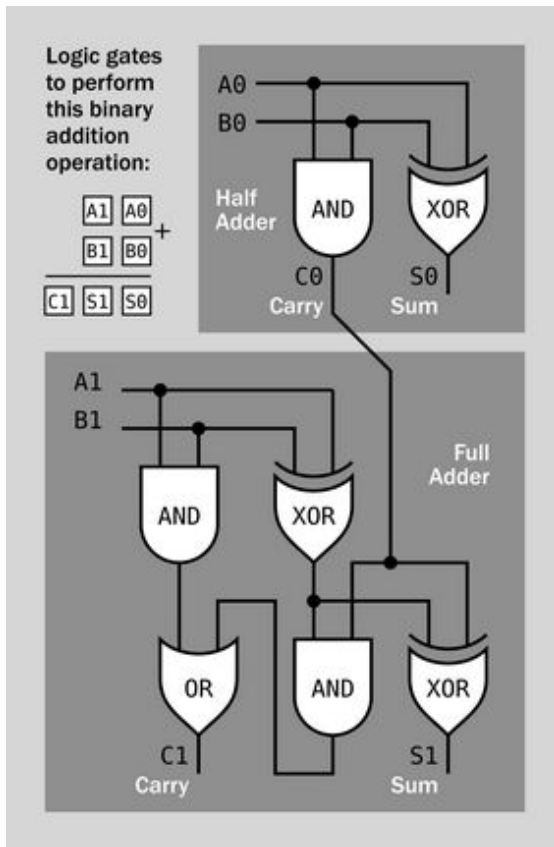 Logic gates
to perform
this binary
addition
operation:
A1 A0
+
B1 B0
C1 S1 S0
A0
B0
Half
Adder
AND
XOR
C0
S0
Carry
Sum
A1
B1
Full
Adder
AND
XOR
OR
AND
XOR
C1
S1
Carry
Sum